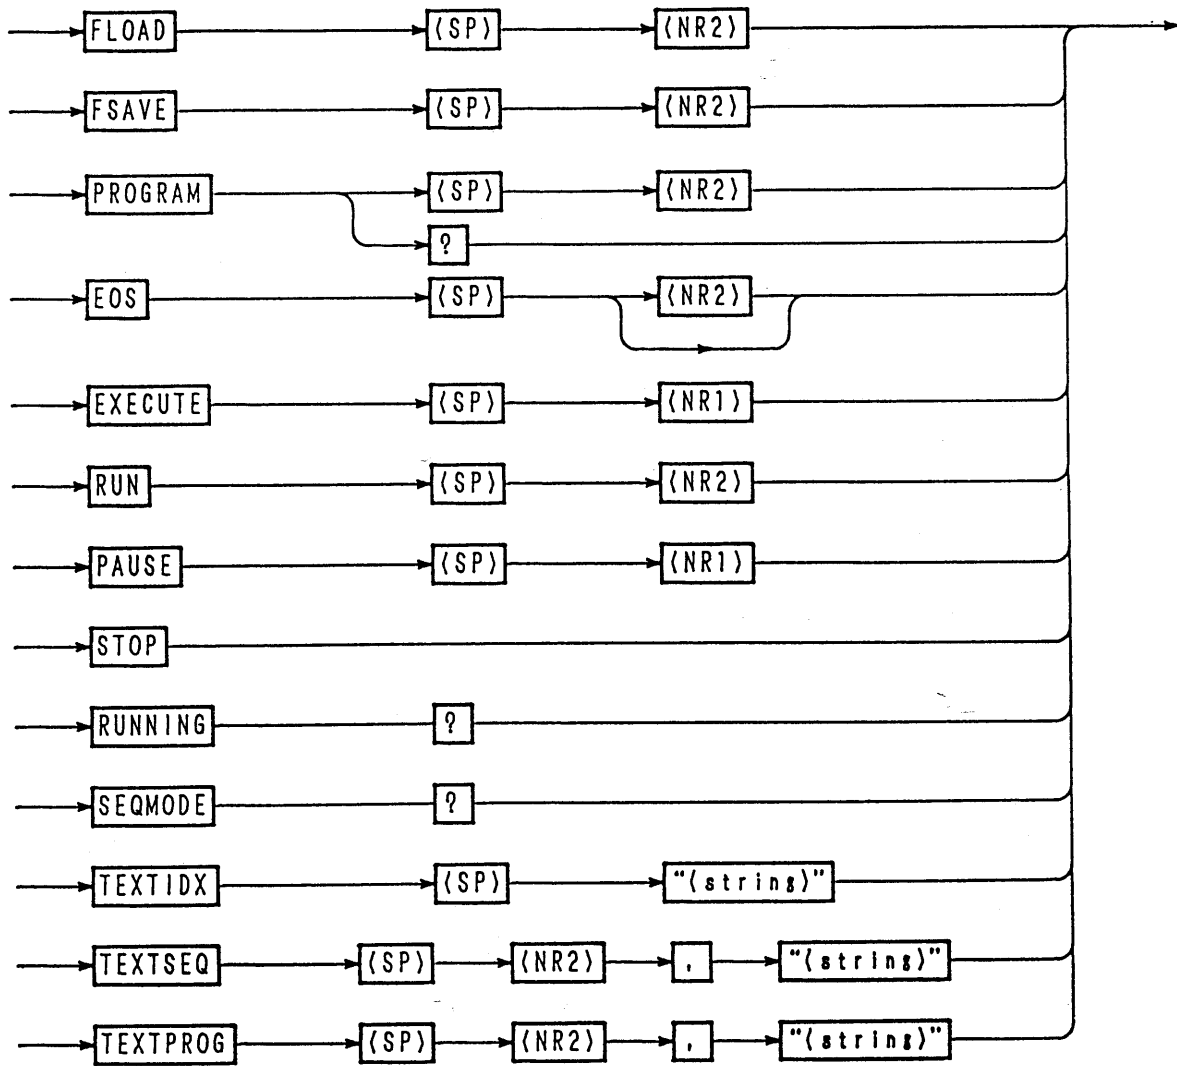 FLOAD ⟨SP⟩ ⟨NR2⟩
FSAVE ⟨SP⟩ ⟨NR2⟩
PROGRAM ⟨SP⟩ ⟨NR2⟩
?
EOS ⟨SP⟩ ⟨NR2⟩
EXECUTE ⟨SP⟩ ⟨NR1⟩
RUN ⟨SP⟩ ⟨NR2⟩
PAUSE ⟨SP⟩ ⟨NR1⟩
STOP
RUNNING ?
SEQMODE ?
TEXTIDX ⟨SP⟩ "⟨string⟩"
TEXTSEQ ⟨SP⟩ ⟨NR2⟩ , "⟨string⟩"
TEXTPROG ⟨SP⟩ ⟨NR2⟩ , "⟨string⟩"